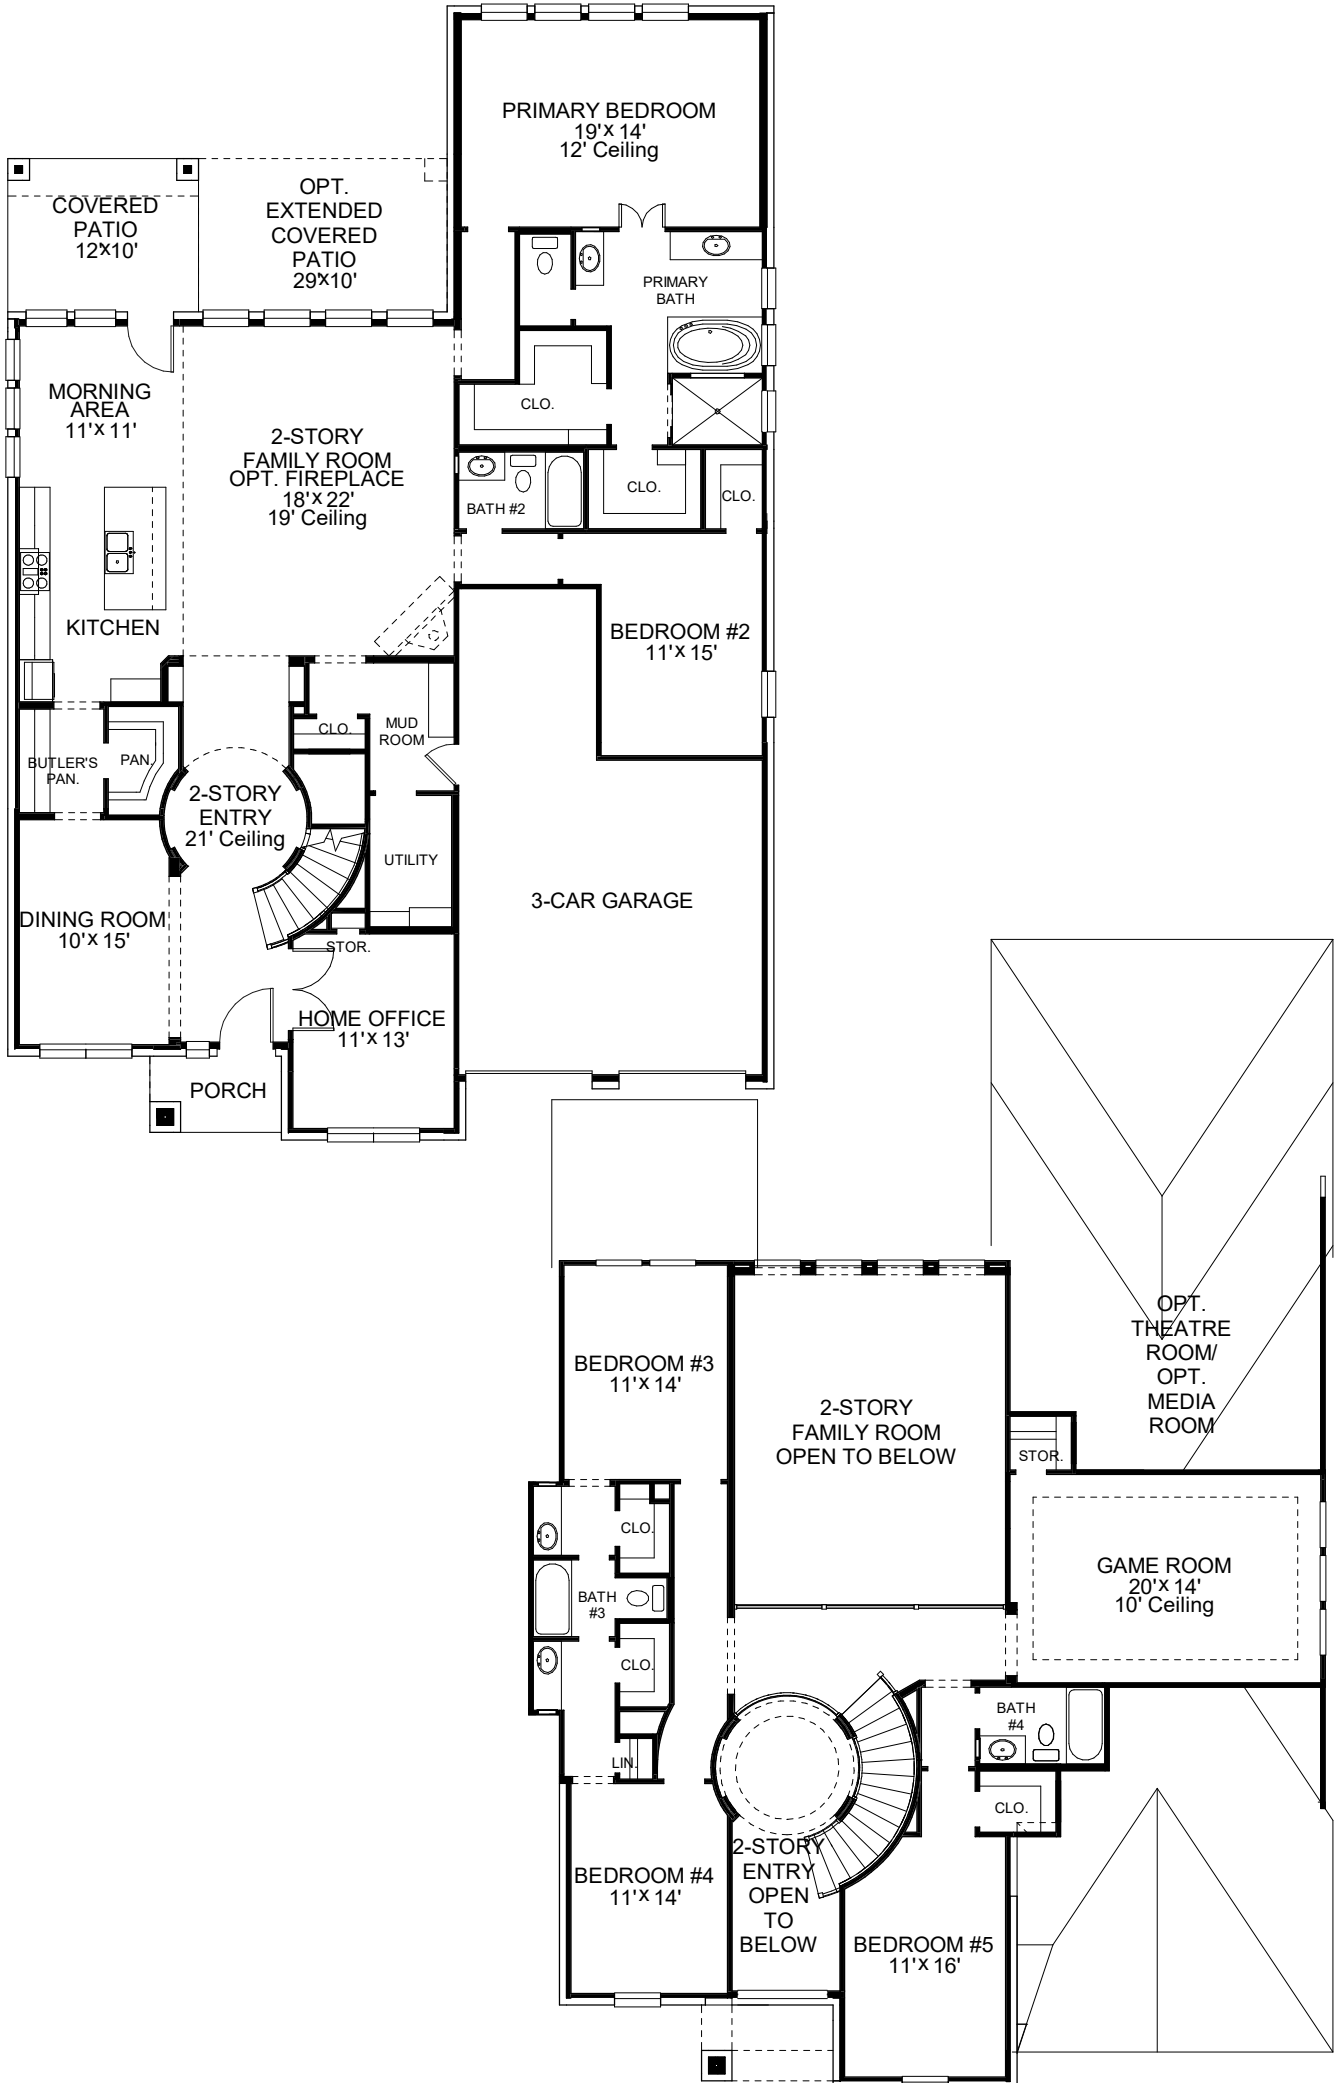 PRIMARY BEDROOM
19' x 14'
12' Ceiling
COVERED
PATIO
12'x10'
OPT.
EXTENDED
COVERED
PATIO
29'x10'
PRIMARY
BATH
MORNING
AREA
11' x 11'
2-STORY
FAMILY ROOM
OPT. FIREPLACE
18' x 22'
19' Ceiling
CLO.
CLO.
CLO.
BATH #2
KITCHEN
BEDROOM #2
11' x 15'
CLO.
MUD
ROOM
BUTLER'S
PAN.
PAN.
2-STORY
ENTRY
21' Ceiling
UTILITY
3-CAR GARAGE
DINING ROOM
10' x 15'
STOR.
HOME OFFICE
11' x 13'
PORCH
OPT.
THEATRE
ROOM/
OPT.
MEDIA
ROOM
BEDROOM #3
11' x 14'
2-STORY
FAMILY ROOM
OPEN TO BELOW
STOR.
CLO.
GAME ROOM
20' x 14'
10' Ceiling
BATH
#3
CLO.
BATH
#4
LIN.
CLO.
2-STORY
ENTRY
OPEN
TO
BELOW
BEDROOM #4
11' x 14'
BEDROOM #5
11' x 16'